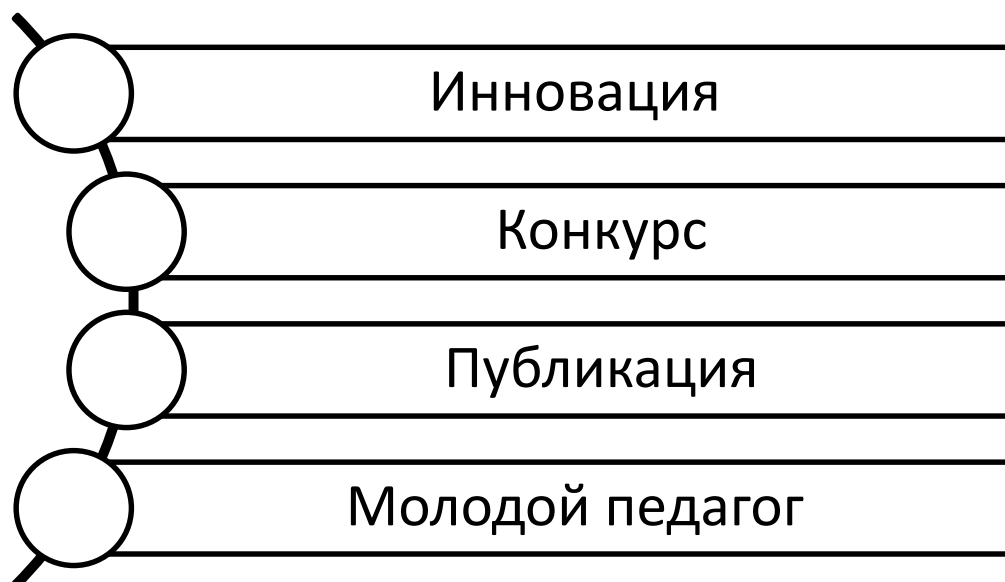 Инновация
Конкурс
Публикация
Молодой педагог